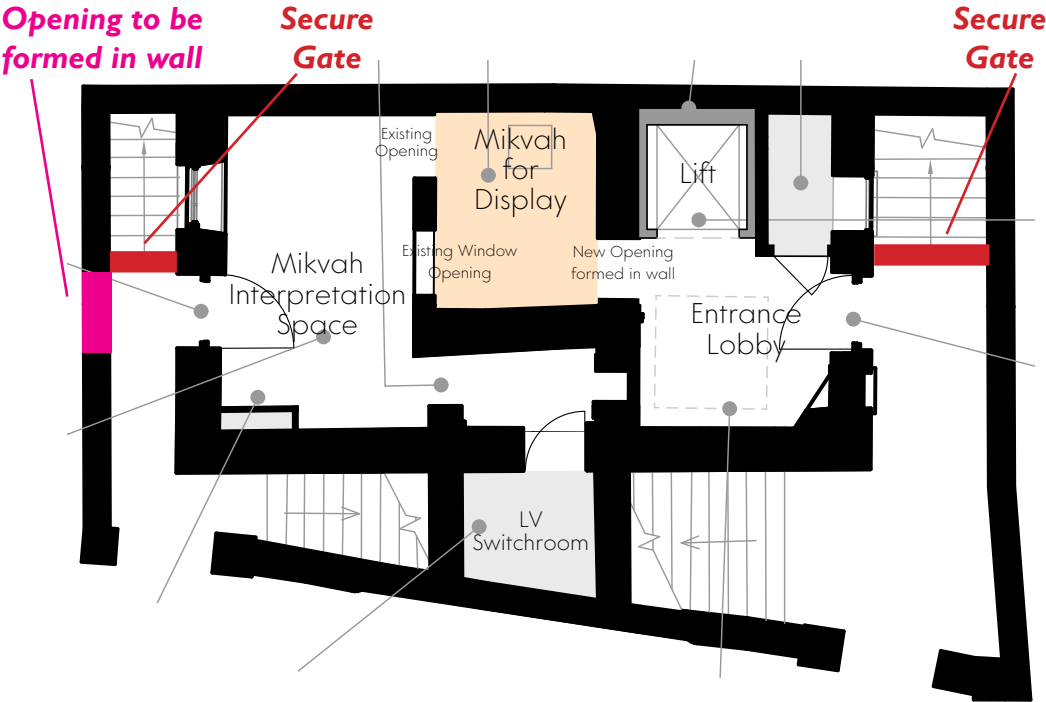 Opening to be
formed in wall
Secure
Gate
Secure
Gate
Existing
Opening
Mikvah
for
Display
Lift
Existing Window
Opening
New Opening
formed in wall
Mikvah
Interpretation
Space
Entrance
Lobby
LV
Switchroom